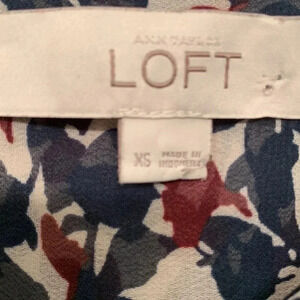 ANN TAYLOR
LOFT
XS
MADE IN
INDONESIA